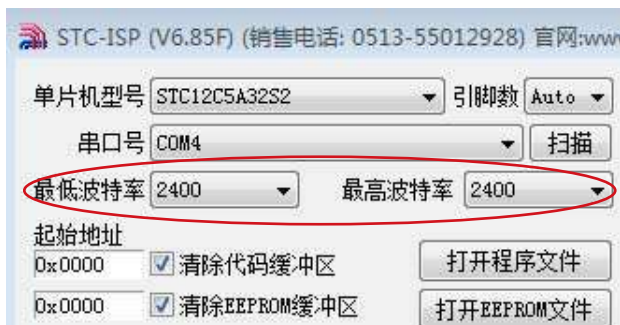 STC-ISP (V6.85F) (销售电话: 0513-55012928) 官网:www
单片机型号 STC12C5A32S2 引脚数 Auto
串口号 COM4 扫描
最低波特率 2400 最高波特率 2400
起始地址
0x0000 清除代码缓冲区 打开程序文件
0x0000 清除EEPROM缓冲区 打开EEPROM文件